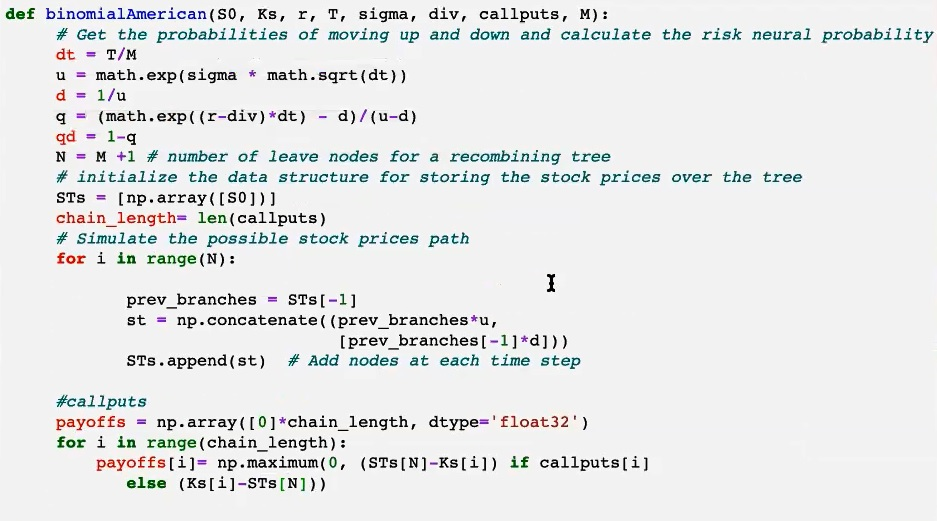 def binomialAmerican(S0, Ks, r, T, sigma, div, callputs, M):
# Get the probabilities of moving up and down and calculate the risk neural probability
dt = T/M
u = math.exp(sigma * math.sqrt(dt))
d = 1/u
q = (math.exp((r-div)*dt) - d)/(u-d)
qd = 1-q
N = M +1 # number of leave nodes for a recombining tree
# initialize the data structure for storing the stock prices over the tree
STs = [np.array([S0])]
chain_length= len(callputs)
# Simulate the possible stock prices path
for i in range(N):
prev_branches = STs[-1]
st = np.concatenate((prev_branches*u,
[prev_branches[-1]*d]))
STs.append(st) # Add nodes at each time step
#callputs
payoffs = np.array([0]*chain_length, dtype='float32')
for i in range(chain_length):
payoffs[i]= np.maximum(0, (STs[N]-Ks[i]) if callputs[i]
else (Ks[i]-STs[N]))